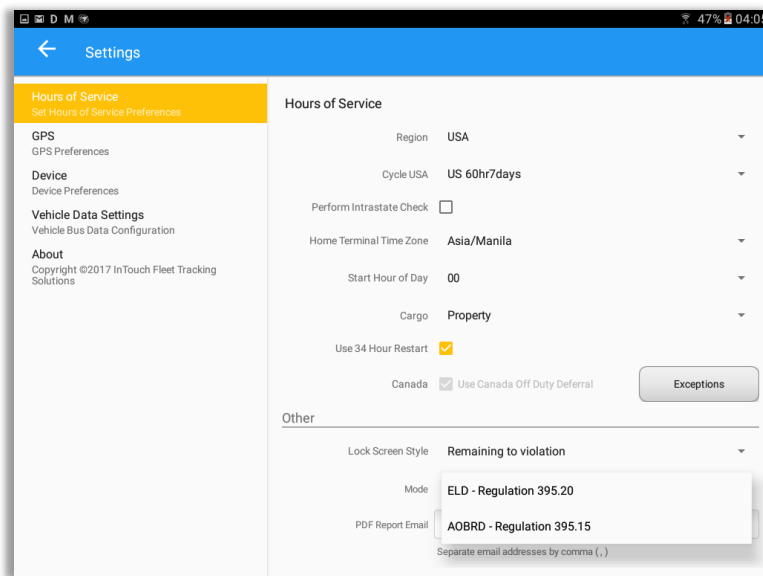 D M 47% 04:05
Settings
Hours of Service
Set Hours of Service Preferences
GPS
GPS Preferences
Device
Device Preferences
Vehicle Data Settings
Vehicle Bus Data Configuration
About
Copyright ©2017 InTouch Fleet Tracking
Solutions
Hours of Service
Region USA
Cycle USA US 60hr7days
Perform Intrastate Check
Home Terminal Time Zone Asia/Manila
Start Hour of Day 00
Cargo Property
Use 34 Hour Restart
Canada Use Canada Off Duty Deferral Exceptions
Other
Lock Screen Style Remaining to violation
Mode ELD - Regulation 395.20
PDF Report Email AOBRD - Regulation 395.15
Separate email addresses by comma ( , )